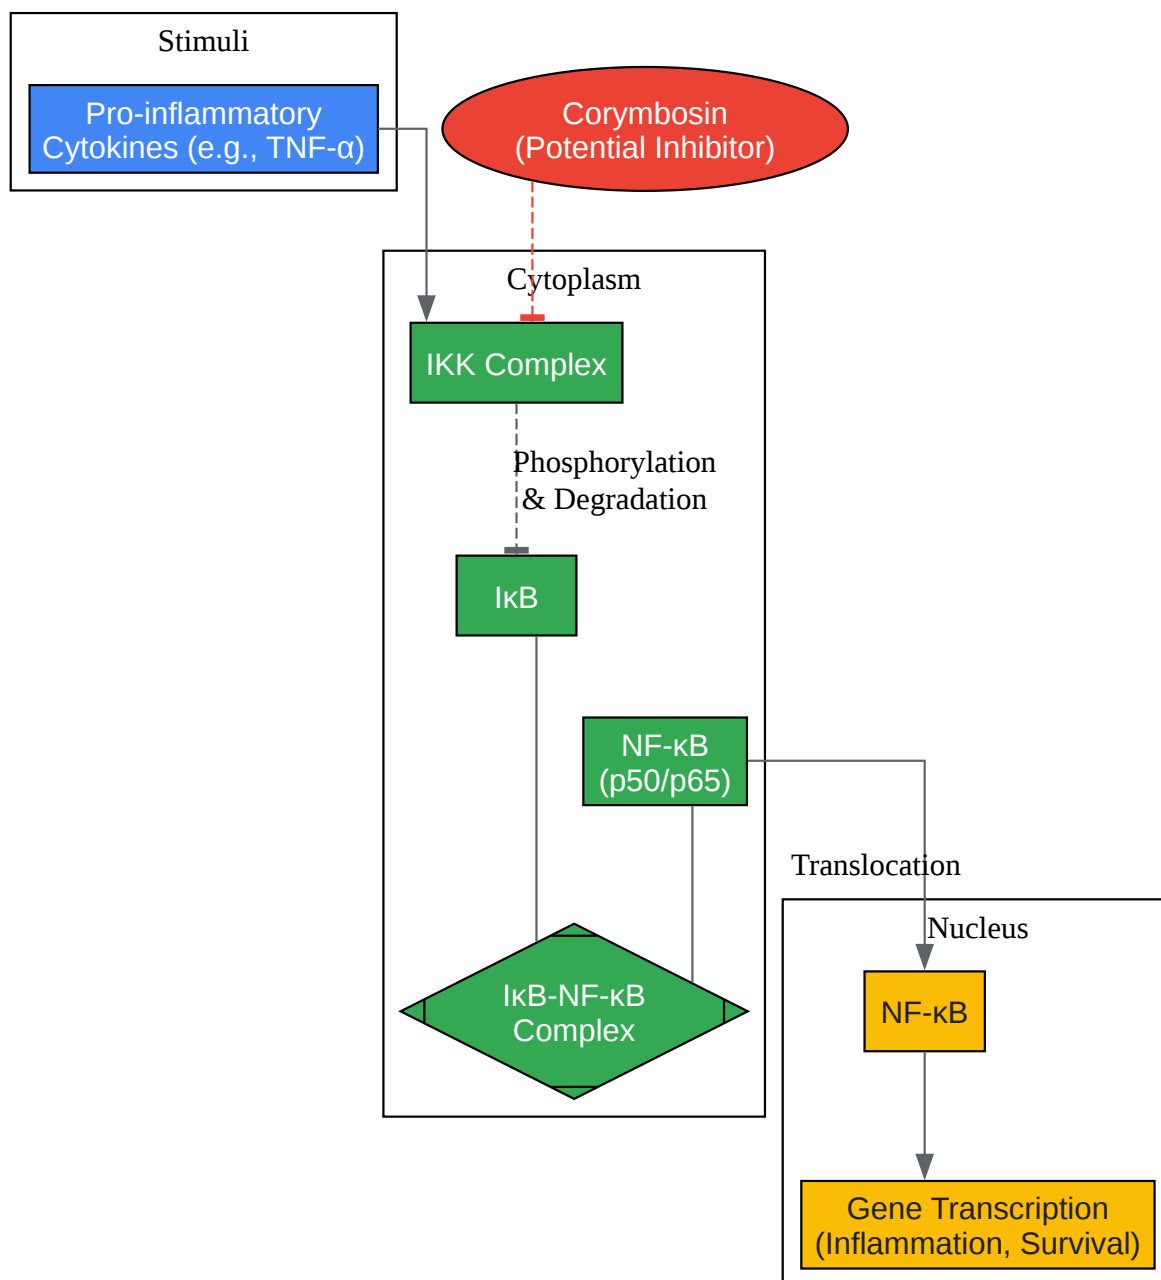 Stimuli
Pro-inflammatory
Cytokines (e.g., TNF-α)
Corymbosin
(Potential Inhibitor)
Cytoplasm
IKK Complex
Phosphorylation
& Degradation
IκB
NF-κB
(p50/p65)
Translocation
Nucleus
IκB-NF-κB
Complex
NF-κB
Gene Transcription
(Inflammation, Survival)